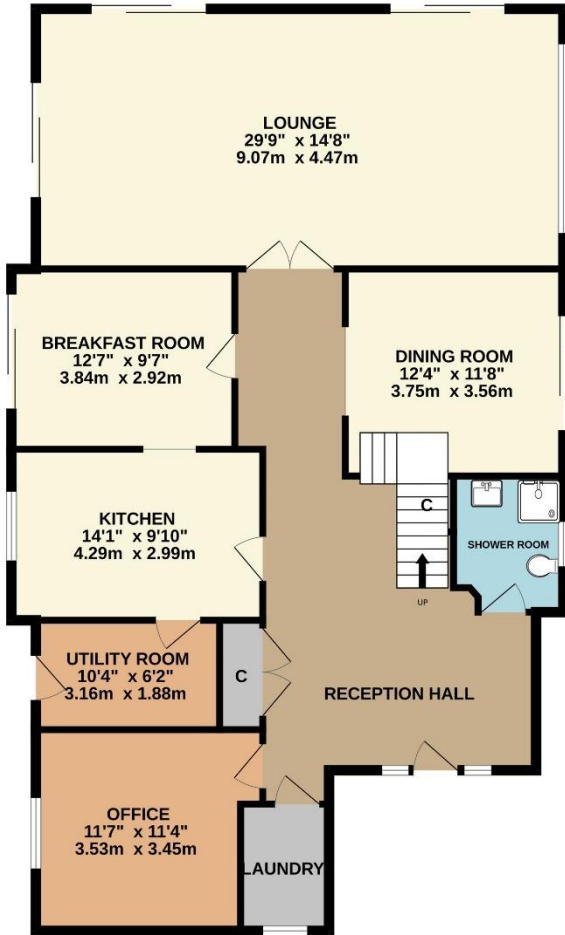 LOUNGE
29'9" x 14'8"
9.07m x 4.47m
BREAKFAST ROOM
12'7" x 9'7"
3.84m x 2.92m
DINING ROOM
12'4" x 11'8"
3.75m x 3.56m
KITCHEN
14'1" x 9'10"
4.29m x 2.99m
C
SHOWER ROOM
UP
UTILITY ROOM
10'4" x 6'2"
3.16m x 1.88m
C
RECEPTION HALL
OFFICE
11'7" x 11'4"
3.53m x 3.45m
LAUNDRY